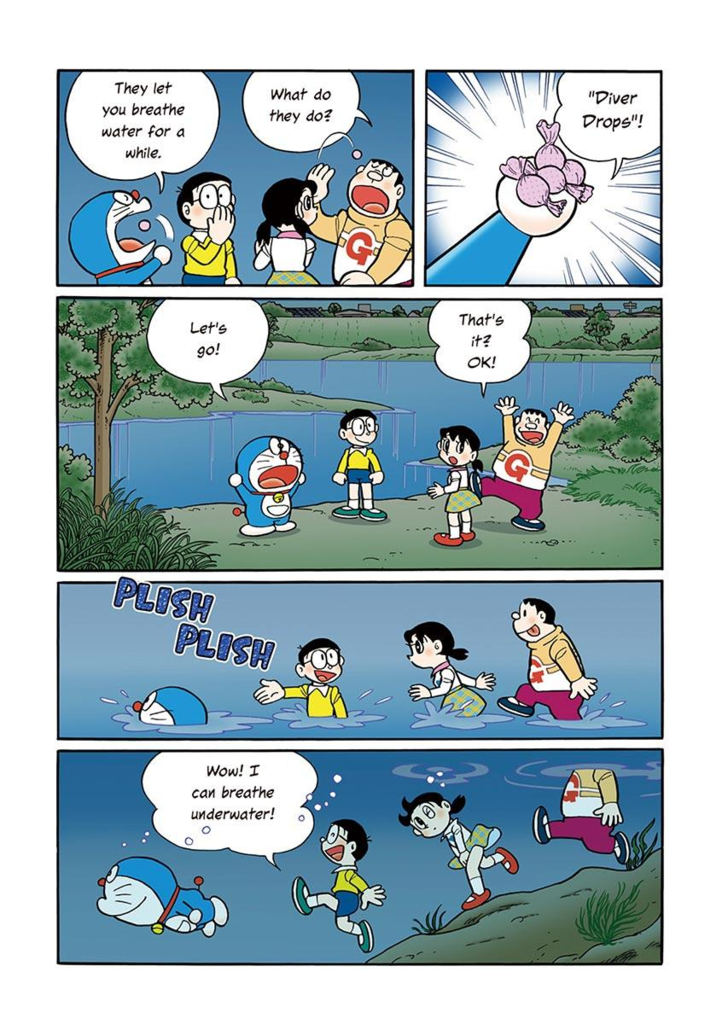 "Diver
Drops"!
What do
they do?
They let
you breathe
water for a
while.
G
That's
it?
OK!
Let's
go!
G
PLISH
PLISH
G
Wow! I
can breathe
underwater!
G